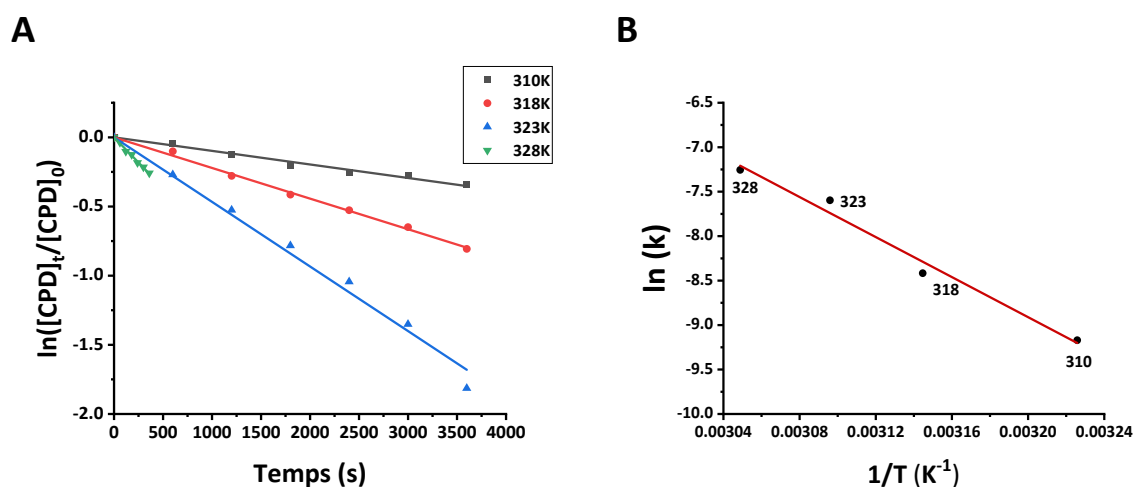 A
310K
318K
323K
328K
0.0
-0.5
-1.0
-1.5
-2.0
ln([CPD]t/[CPD]0)
0 500 1000 1500 2000 2500 3000 3500 4000
Temps (s)
B
-6.5
-7.0
-7.5
-8.0
-8.5
-9.0
-9.5
-10.0
ln (k)
328
323
318
310
0.00304 0.00308 0.00312 0.00316 0.00320 0.00324
1/T (K-1)